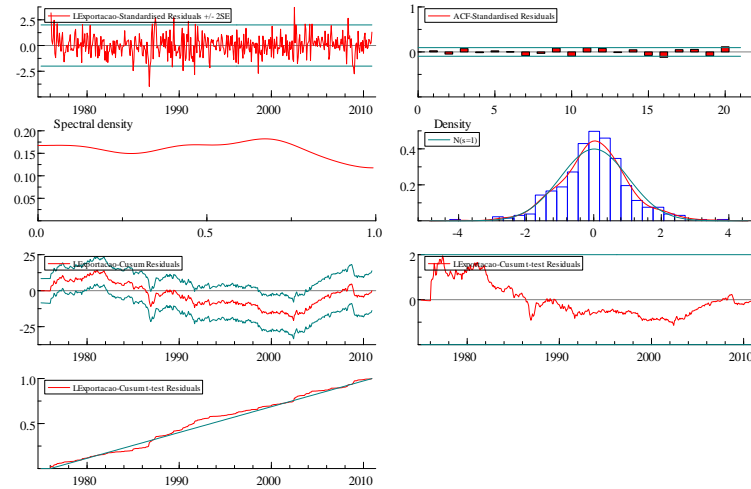 LExportacao-Standardised Residuals +/- 2SE
2.5
0.0
-2.5
1980 1990 2000 2010
ACF-Standardised Residuals
1
0
0 5 10 15 20
Spectral density
0.20
0.15
0.10
0.05
0.0 0.5 1.0
Density
N(s=1)
0.4
0.2
-4 -2 0 2 4
LExportacao-Cusum Residuals
25
0
-25
1980 1990 2000 2010
LExportacao-Cusum t-test Residuals
2
0
1980 1990 2000 2010
LExportacao-Cusum t-test Residuals
1.0
0.5
1980 1990 2000 2010